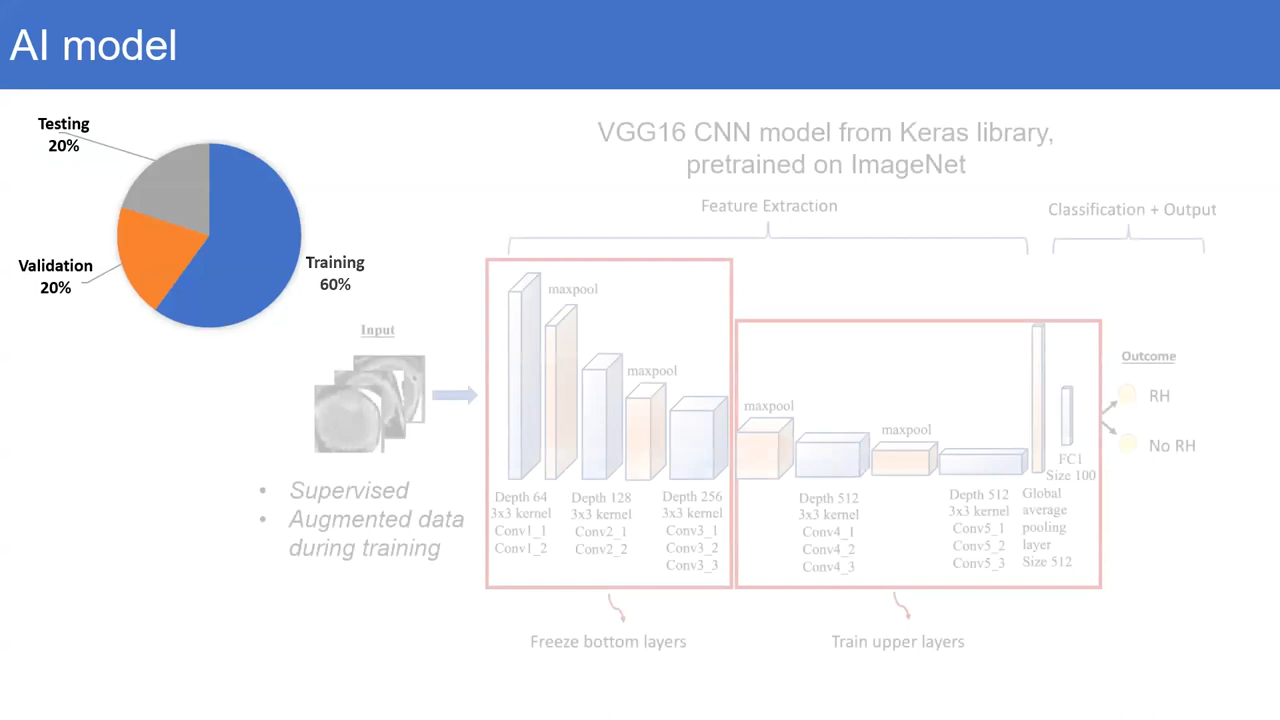 AI model
Testing
20%
Validation
20%
Training
60%
VGG16 CNN model from Keras library,
pretrained on ImageNet
Feature Extraction
Classification + Output
Input
maxpool
maxpool
maxpool
maxpool
Outcome
RH
No RH
FC1
Size 100
Depth 64
3x3 kernel
Conv1_1
Conv1_2
Depth 128
3x3 kernel
Conv2_1
Conv2_2
Depth 256
3x3 kernel
Conv3_1
Conv3_2
Conv3_3
Depth 512
3x3 kernel
Conv4_1
Conv4_2
Conv4_3
Depth 512
3x3 kernel
Conv5_1
Conv5_2
Conv5_3
Global
average
pooling
layer
Size 512
• Supervised
• Augmented data
during training
Freeze bottom layers
Train upper layers